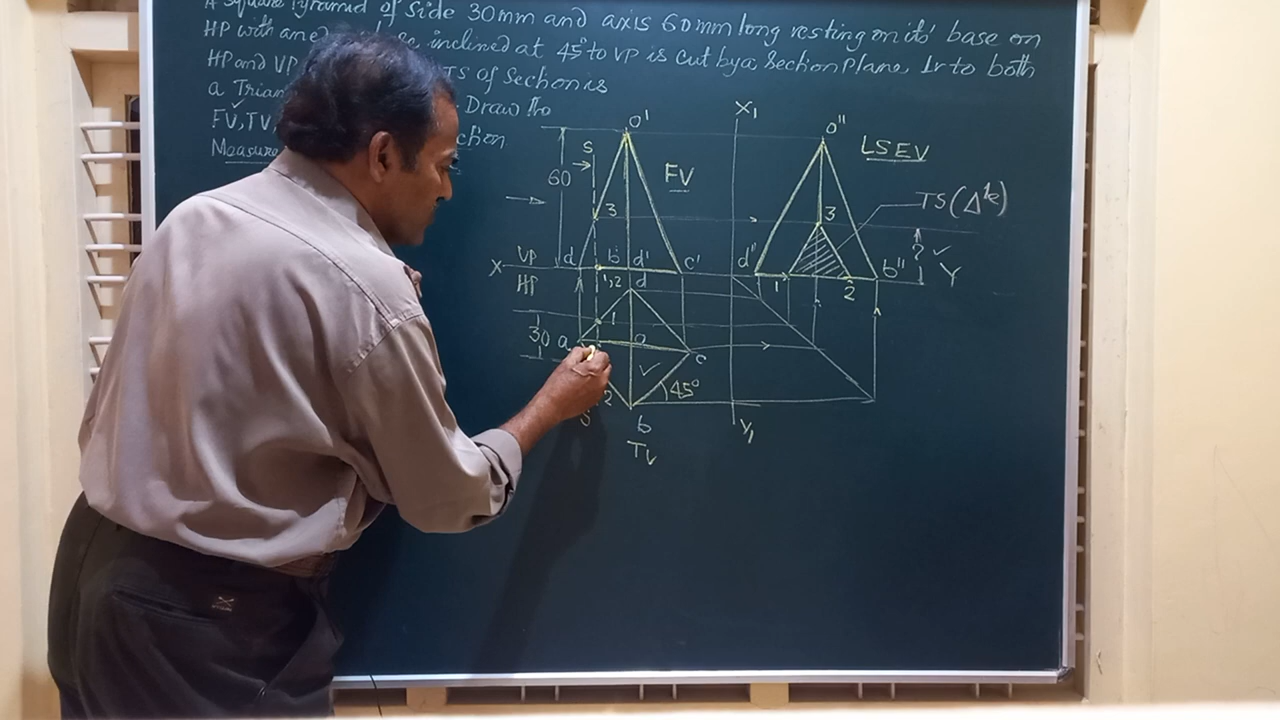 A Square Pyramid of Side 30mm and axis 60mm long resting on its' base on
HP with an inclined at 45° to VP is cut by a Section Plane, Ir to both
HP and VP TS of Section is
a Draw the
FV, TV,
Measure
X₁
O' O"
S
60
FV
LSEV
TS(Δle)
3 3
VP d b' d' c' d" b" Y
X
HP 1,2 d 1 2 ?
1
30 a o c
45°
2
S b Y₁
TV